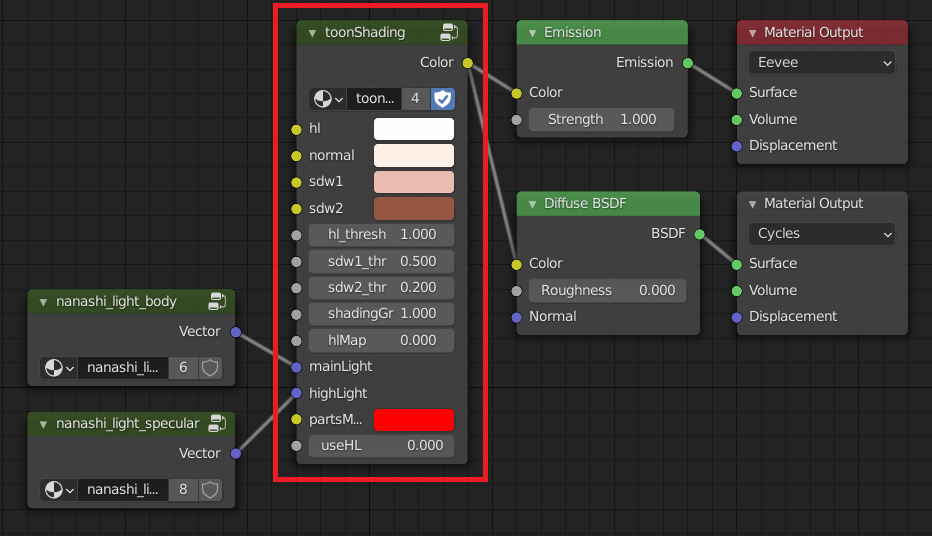 toonShading
Color
toon... 4
hl
normal
sdw1
sdw2
hl_thresh 1.000
sdw1_thr 0.500
sdw2_thr 0.200
shadingGr 1.000
hlMap 0.000
mainLight
highLight
partsM...
useHL 0.000
nanashi_light_body
Vector
nanashi_li... 6
nanashi_light_specular
Vector
nanashi_li... 8
Emission
Emission
Color
Strength 1.000
Diffuse BSDF
BSDF
Color
Roughness 0.000
Normal
Material Output
Eevee
Surface
Volume
Displacement
Material Output
Cycles
Surface
Volume
Displacement